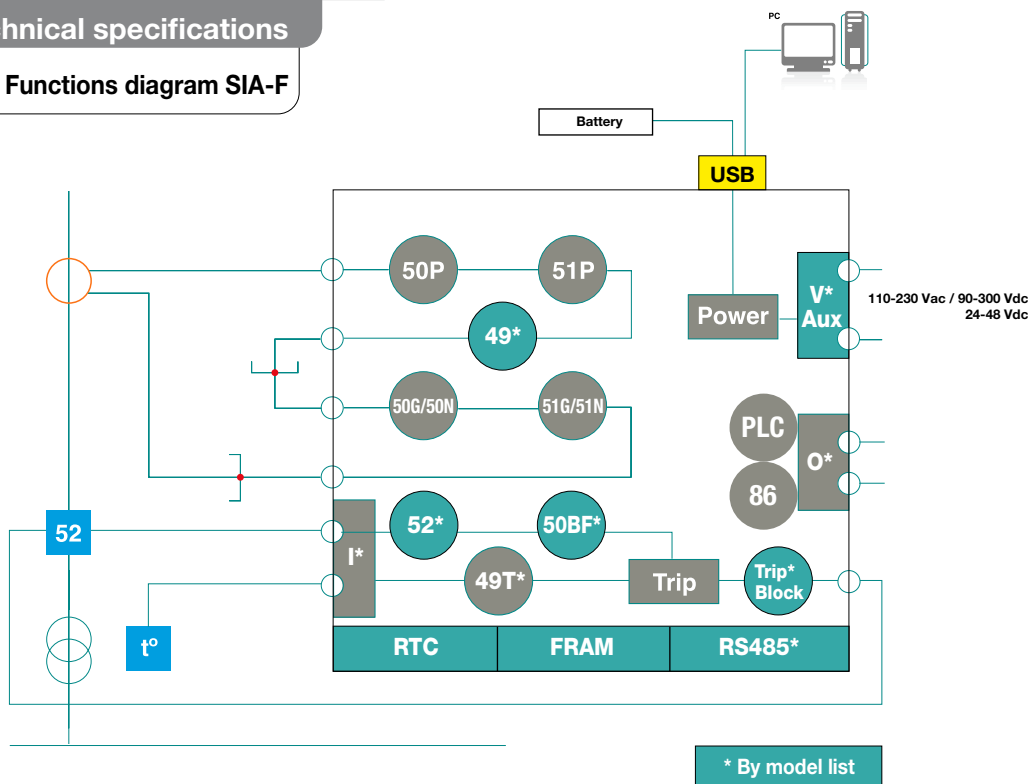 chnical specifications
Functions diagram SIA-F
PC
Battery
USB
50P
51P
49*
Power
V*
Aux
110-230 Vac / 90-300 Vdc
24-48 Vdc
50G/50N
51G/51N
PLC
86
O*
52
I*
52*
50BF*
49T*
Trip
Trip*
Block
tº
RTC
FRAM
RS485*
* By model list